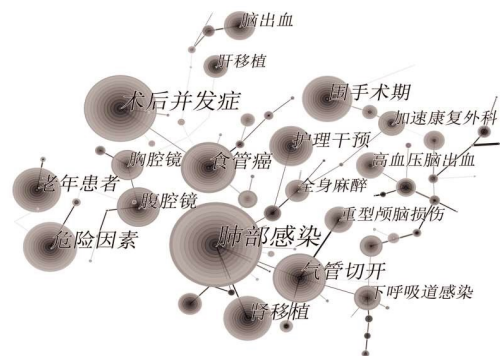 脑出血
肝移植
术后并发症
围手术期
加速康复外科
护理干预
胸腔镜
食管癌
高血压脑出血
老年患者
全身麻醉
腹腔镜
重型颅脑损伤
危险因素
肺部感染
气管切开
下呼吸道感染
肾移植